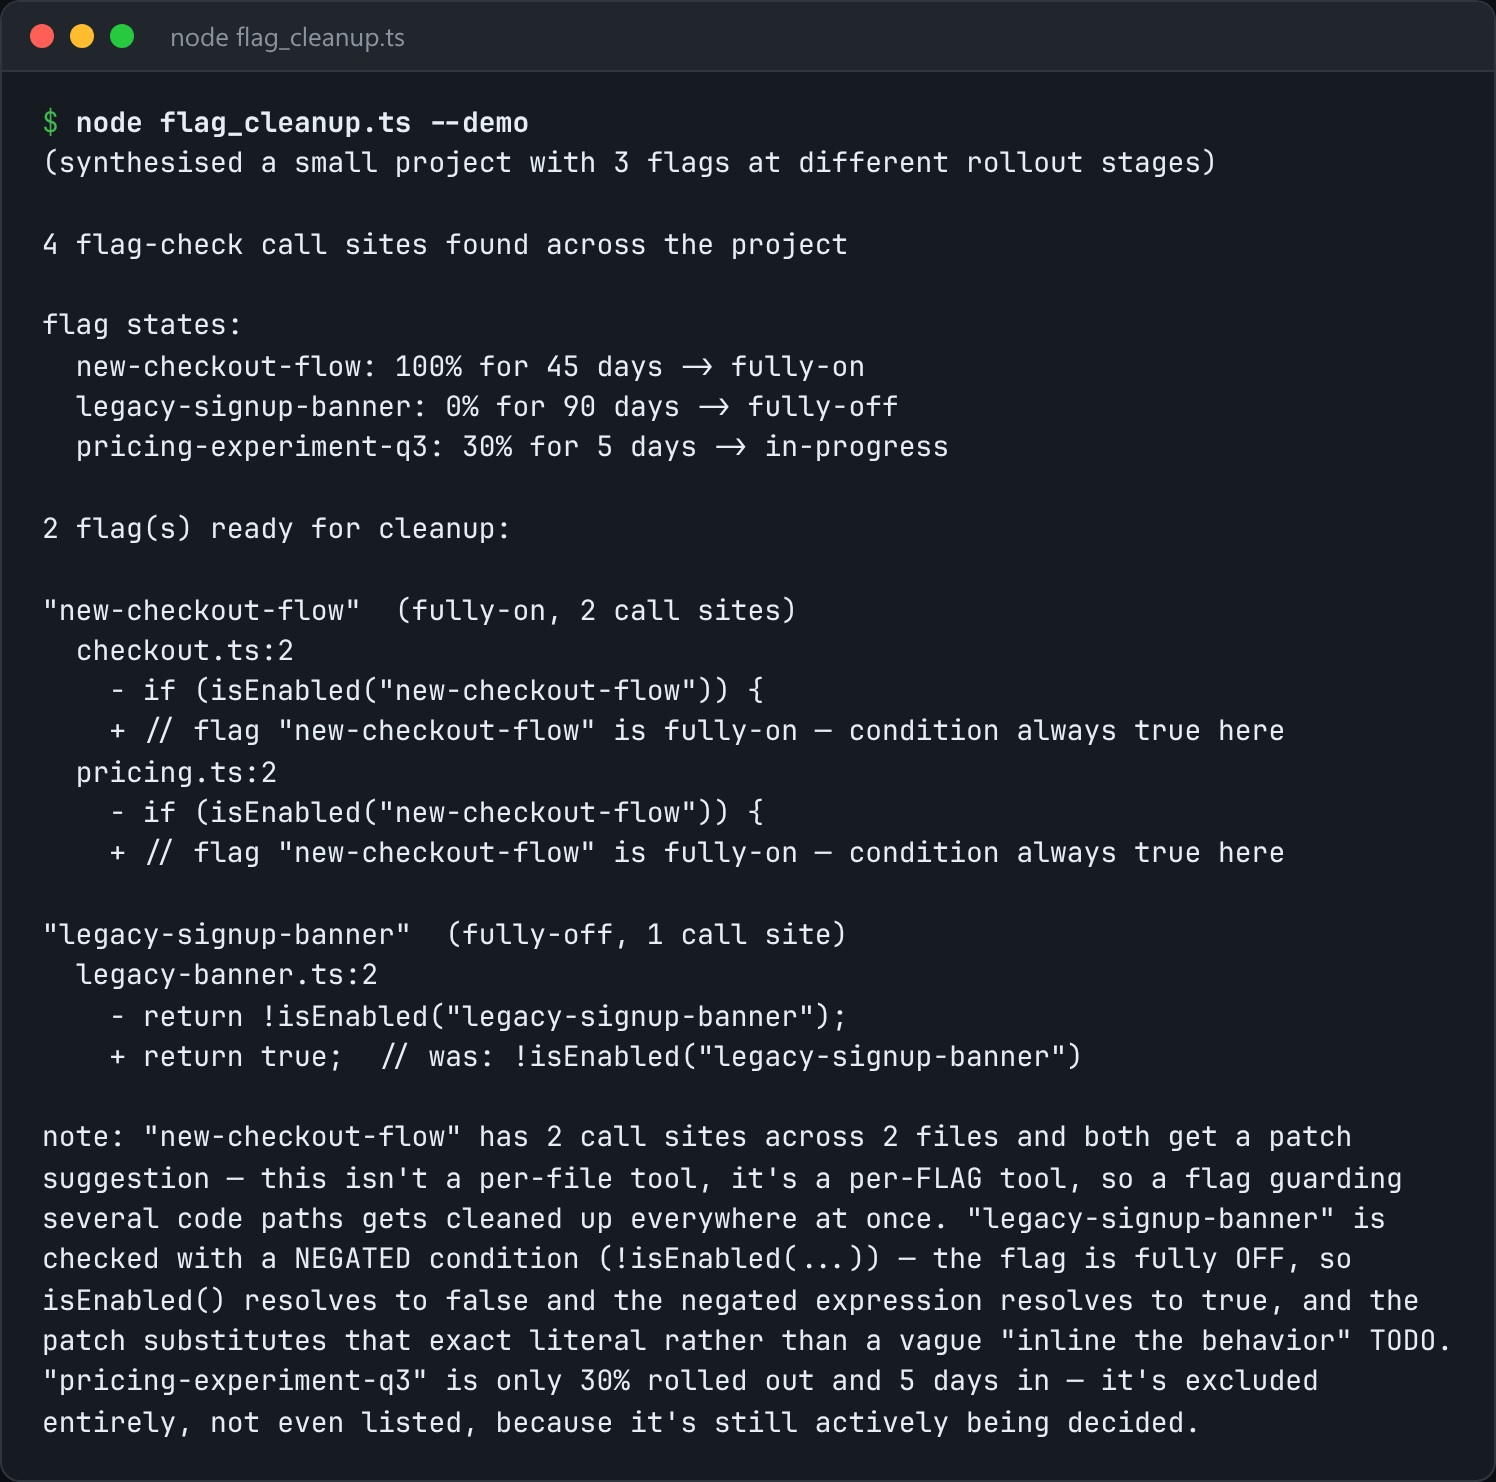 node flag_cleanup.ts
$ node flag_cleanup.ts --demo
(synthesised a small project with 3 flags at different rollout stages)
4 flag-check call sites found across the project
flag states:
new-checkout-flow: 100% for 45 days -> fully-on
legacy-signup-banner: 0% for 90 days -> fully-off
pricing-experiment-q3: 30% for 5 days -> in-progress
2 flag(s) ready for cleanup:
"new-checkout-flow"  (fully-on, 2 call sites)
checkout.ts:2
- if (isEnabled("new-checkout-flow")) {
+ // flag "new-checkout-flow" is fully-on — condition always true here
pricing.ts:2
- if (isEnabled("new-checkout-flow")) {
+ // flag "new-checkout-flow" is fully-on — condition always true here
"legacy-signup-banner"  (fully-off, 1 call site)
legacy-banner.ts:2
- return !isEnabled("legacy-signup-banner");
+ return true;  // was: !isEnabled("legacy-signup-banner")
note: "new-checkout-flow" has 2 call sites across 2 files and both get a patch
suggestion — this isn't a per-file tool, it's a per-FLAG tool, so a flag guarding
several code paths gets cleaned up everywhere at once. "legacy-signup-banner" is
checked with a NEGATED condition (!isEnabled(...)) — the flag is fully OFF, so
isEnabled() resolves to false and the negated expression resolves to true, and the
patch substitutes that exact literal rather than a vague "inline the behavior" TODO.
"pricing-experiment-q3" is only 30% rolled out and 5 days in — it's excluded
entirely, not even listed, because it's still actively being decided.